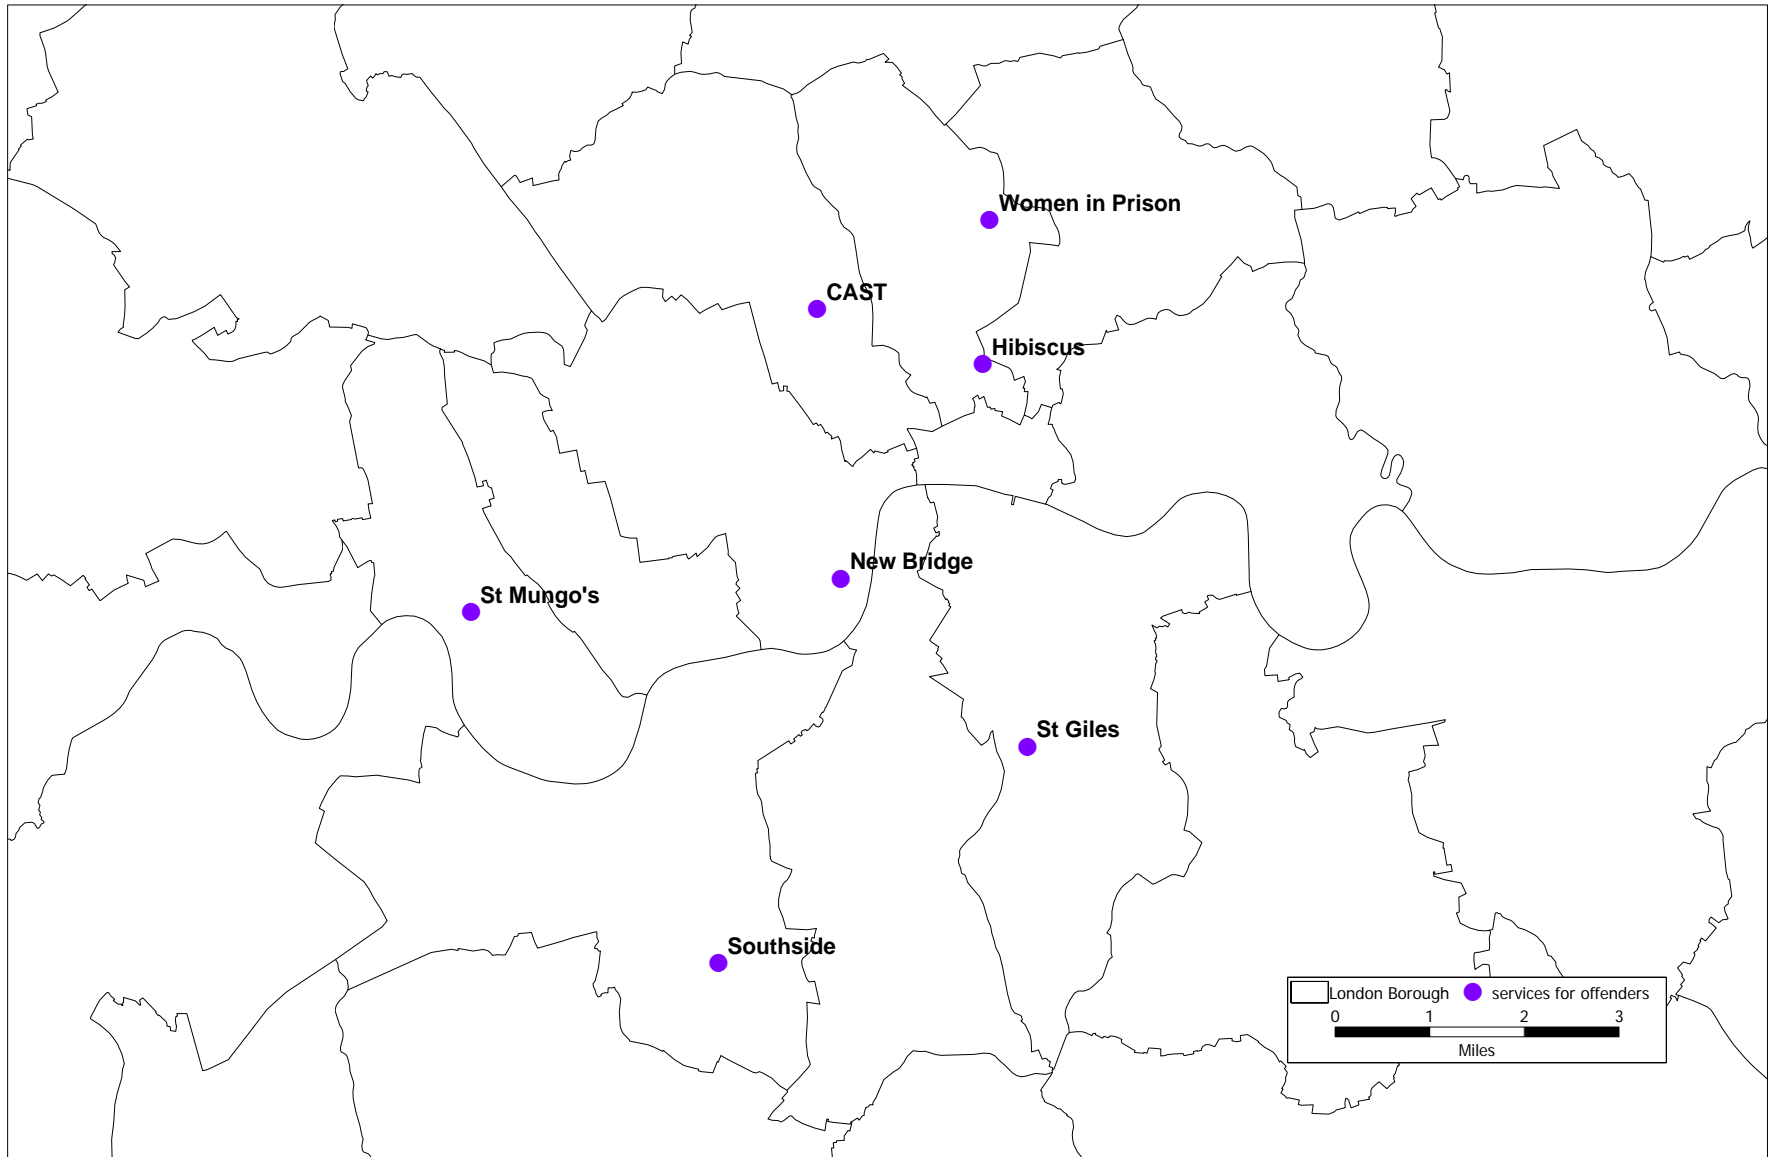 Women in Prison
CAST
Hibiscus
New Bridge
St Mungo's
St Giles
Southside
London Borough services for offenders
0 1 2 3
Miles